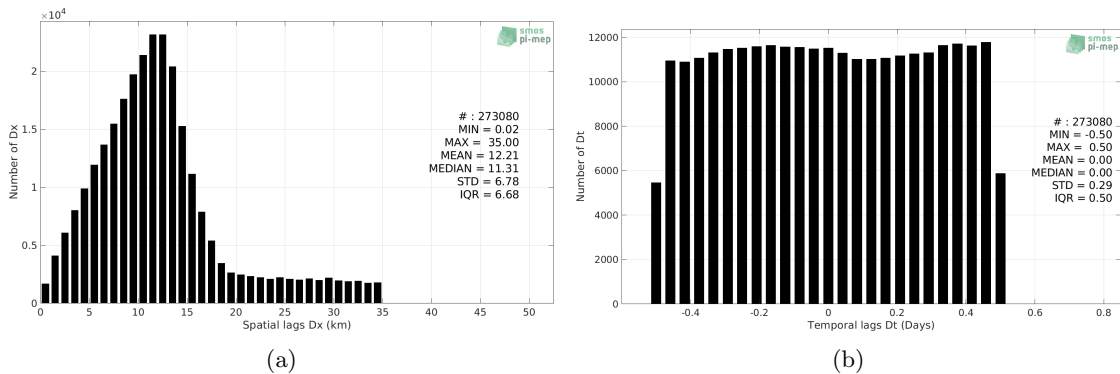 ×10⁴
2
1.5
1
0.5
0
Number of Dx
smos
pi-mep
# : 273080
MIN = 0.02
MAX = 35.00
MEAN = 12.21
MEDIAN = 11.31
STD = 6.78
IQR = 6.68
0 5 10 15 20 25 30 35 40 45 50
Spatial lags Dx (km)
(a)
12000
10000
8000
6000
4000
2000
0
Number of Dt
smos
pi-mep
# : 273080
MIN = -0.50
MAX = 0.50
MEAN = 0.00
MEDIAN = 0.00
STD = 0.29
IQR = 0.50
-0.4 -0.2 0 0.2 0.4 0.6 0.8
Temporal lags Dt (Days)
(b)